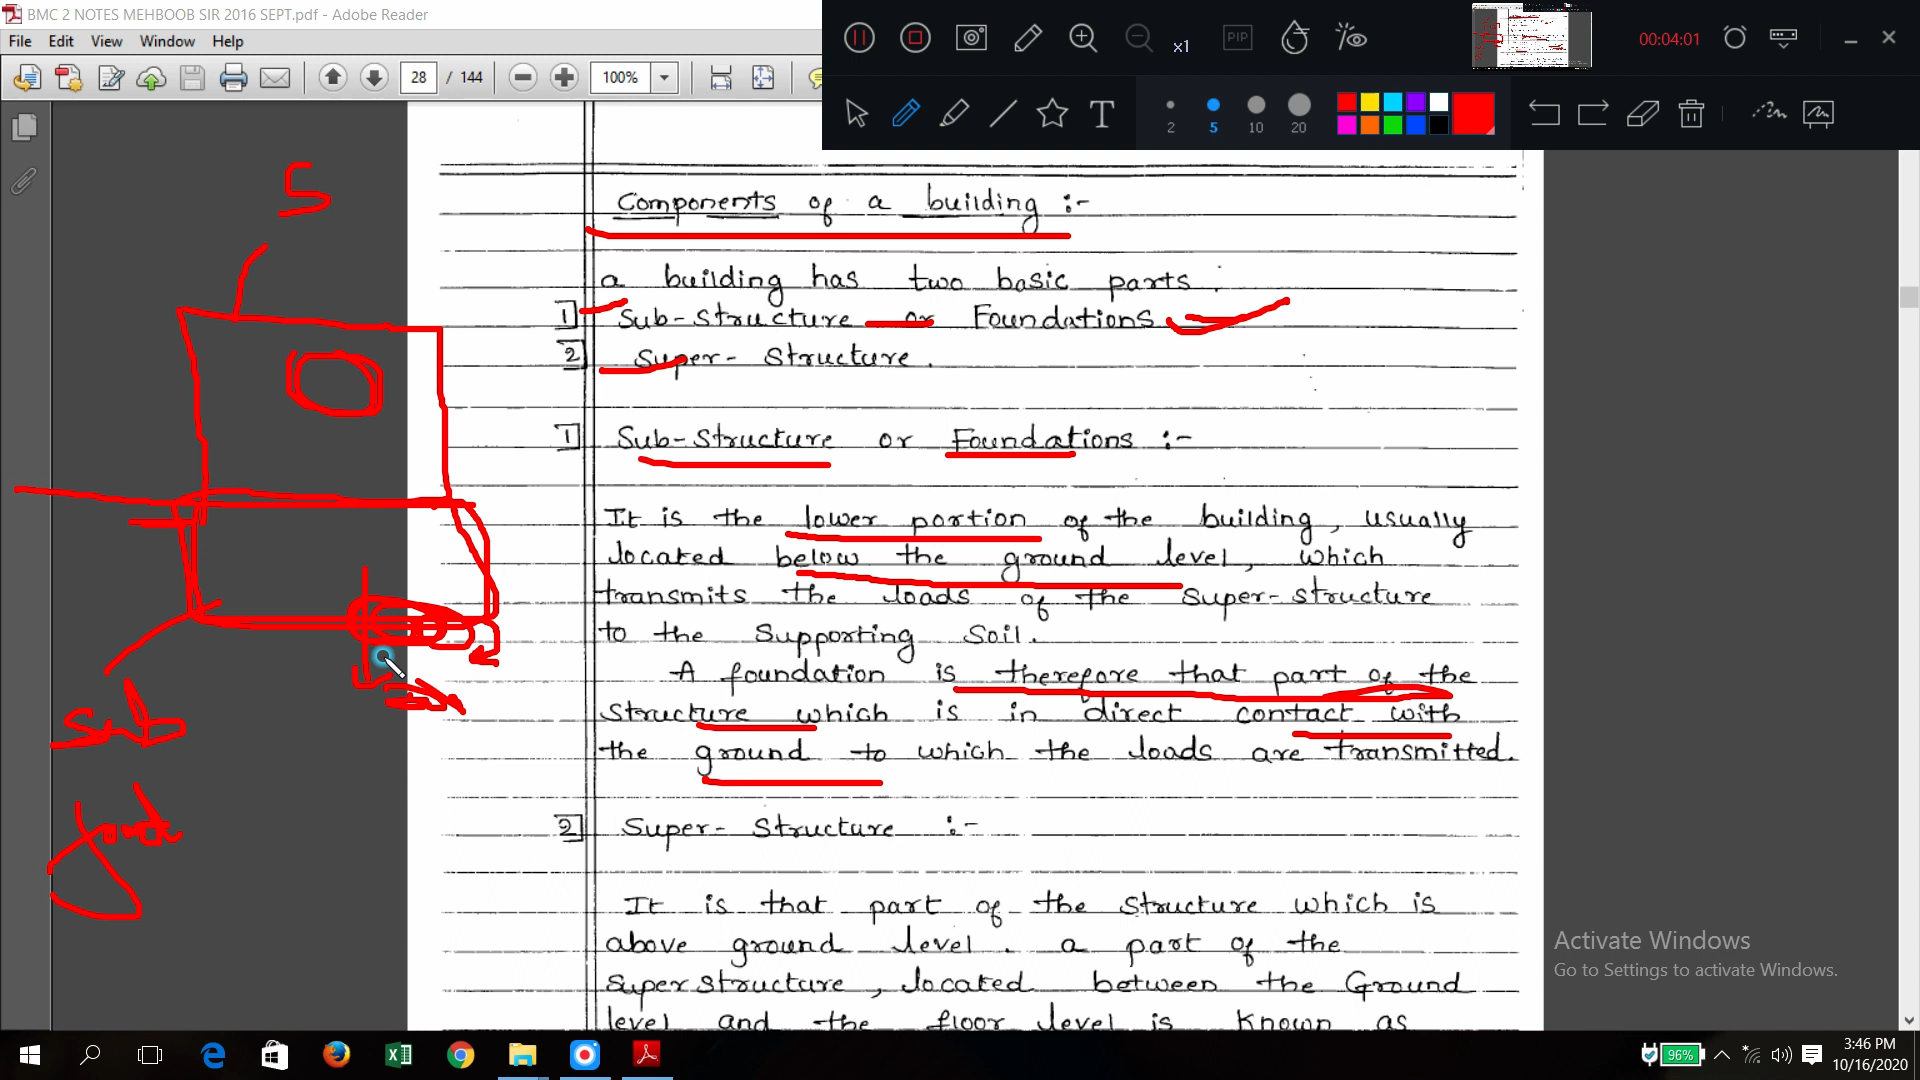 BMC 2 NOTES MEHBOOB SIR 2016 SEPT.pdf - Adobe Reader
File Edit View Window Help
28 / 144 100%
x1 PIP 00:04:01
2 5 10 20
T
S
Components of a building :-
a building has two basic parts.
1 Sub-Structure or Foundations
2 Super- Structure.
1 Sub-Structure or Foundations :-
It is the lower portion of the building, usually
located below the ground level, which
transmits the loads of the Super-structure
to the Supporting Soil.
A foundation is therefore that part of the
Structure which is in direct contact with
the ground to which the loads are transmitted.
Sub
2 Super- Structure :-
It is that part of the Structure which is
above ground level. a part of the
Superstructure, located between the Ground
level and the floor level is known as
Activate Windows
Go to Settings to activate Windows.
96%
3:46 PM
10/16/2020